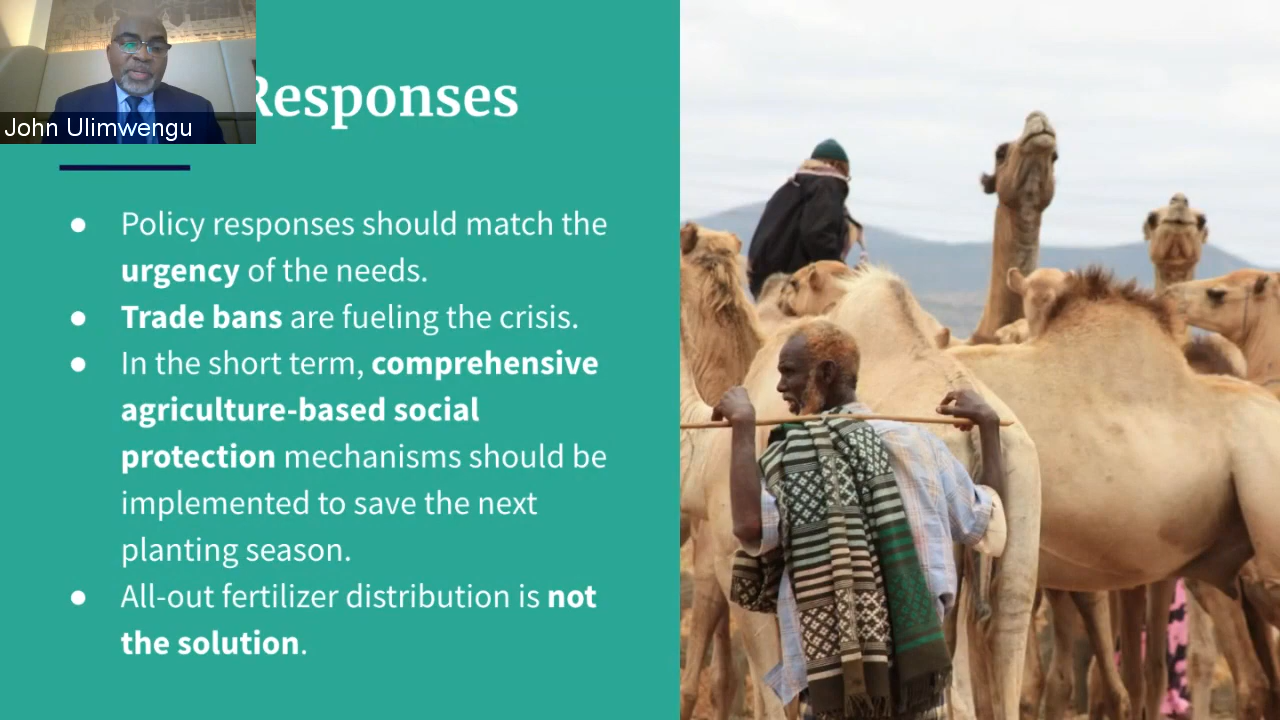 Responses
John Ulimwengu
● Policy responses should match the
urgency of the needs.
● Trade bans are fueling the crisis.
● In the short term, comprehensive
agriculture-based social
protection mechanisms should be
implemented to save the next
planting season.
● All-out fertilizer distribution is not
the solution.